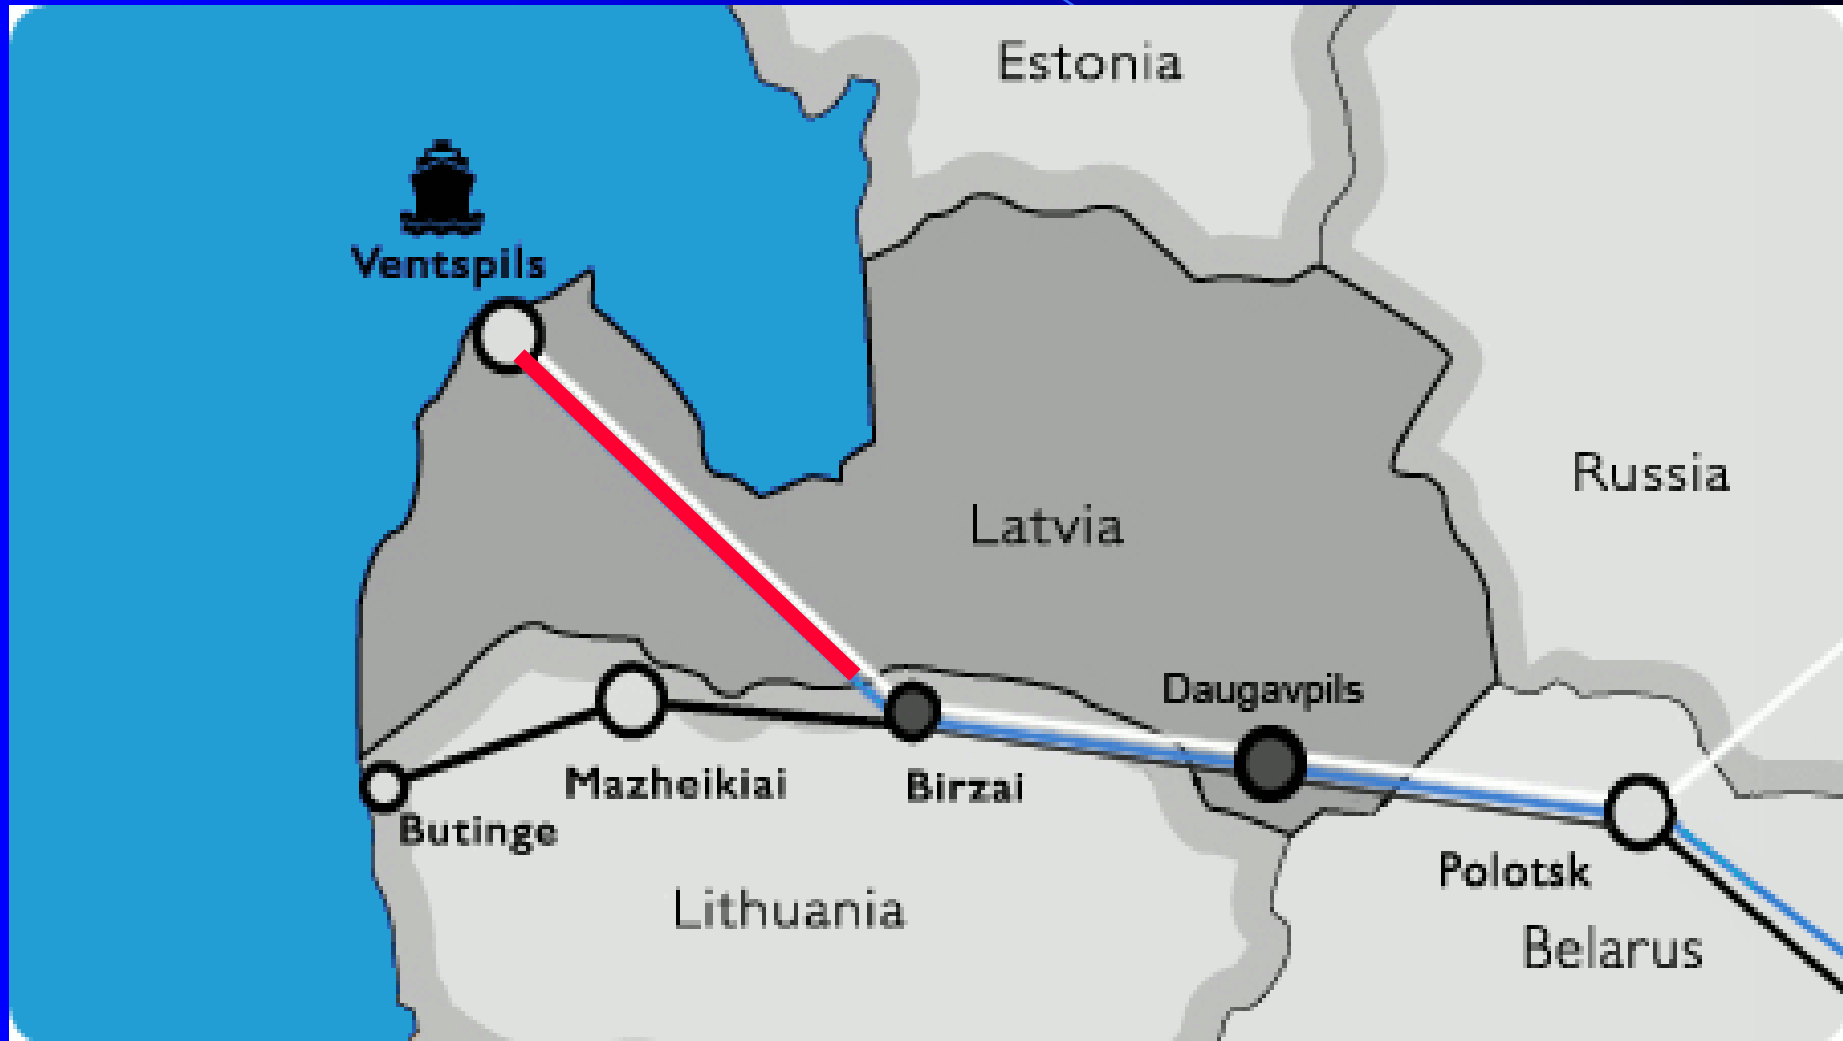 Estonia
Ventspils
Russia
Latvia
Daugavpils
Mazheikiai
Birzai
Butinge
Polotsk
Lithuania
Belarus